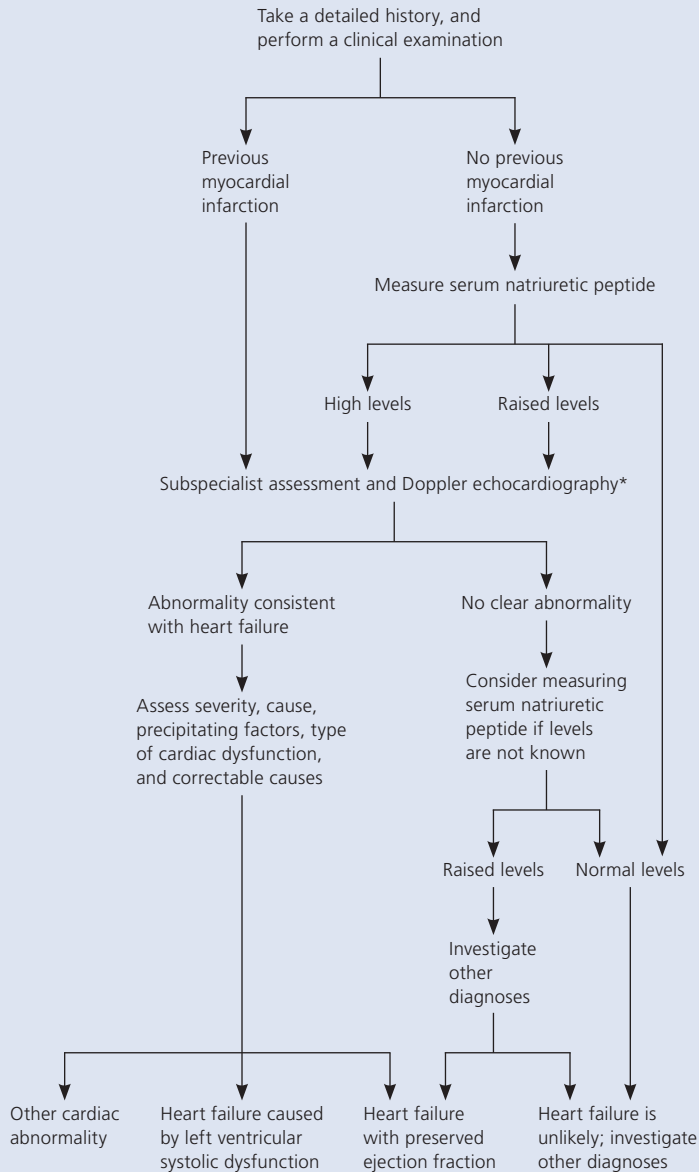 Take a detailed history, and
perform a clinical examination
Previous
myocardial
infarction
No previous
myocardial
infarction
Measure serum natriuretic peptide
High levels
Raised levels
Subspecialist assessment and Doppler echocardiography*
Abnormality consistent
with heart failure
No clear abnormality
Assess severity, cause,
precipitating factors, type
of cardiac dysfunction,
and correctable causes
Consider measuring
serum natriuretic
peptide if levels
are not known
Raised levels
Normal levels
Investigate
other
diagnoses
Other cardiac
abnormality
Heart failure caused
by left ventricular
systolic dysfunction
Heart failure
with preserved
ejection fraction
Heart failure is
unlikely; investigate
other diagnoses